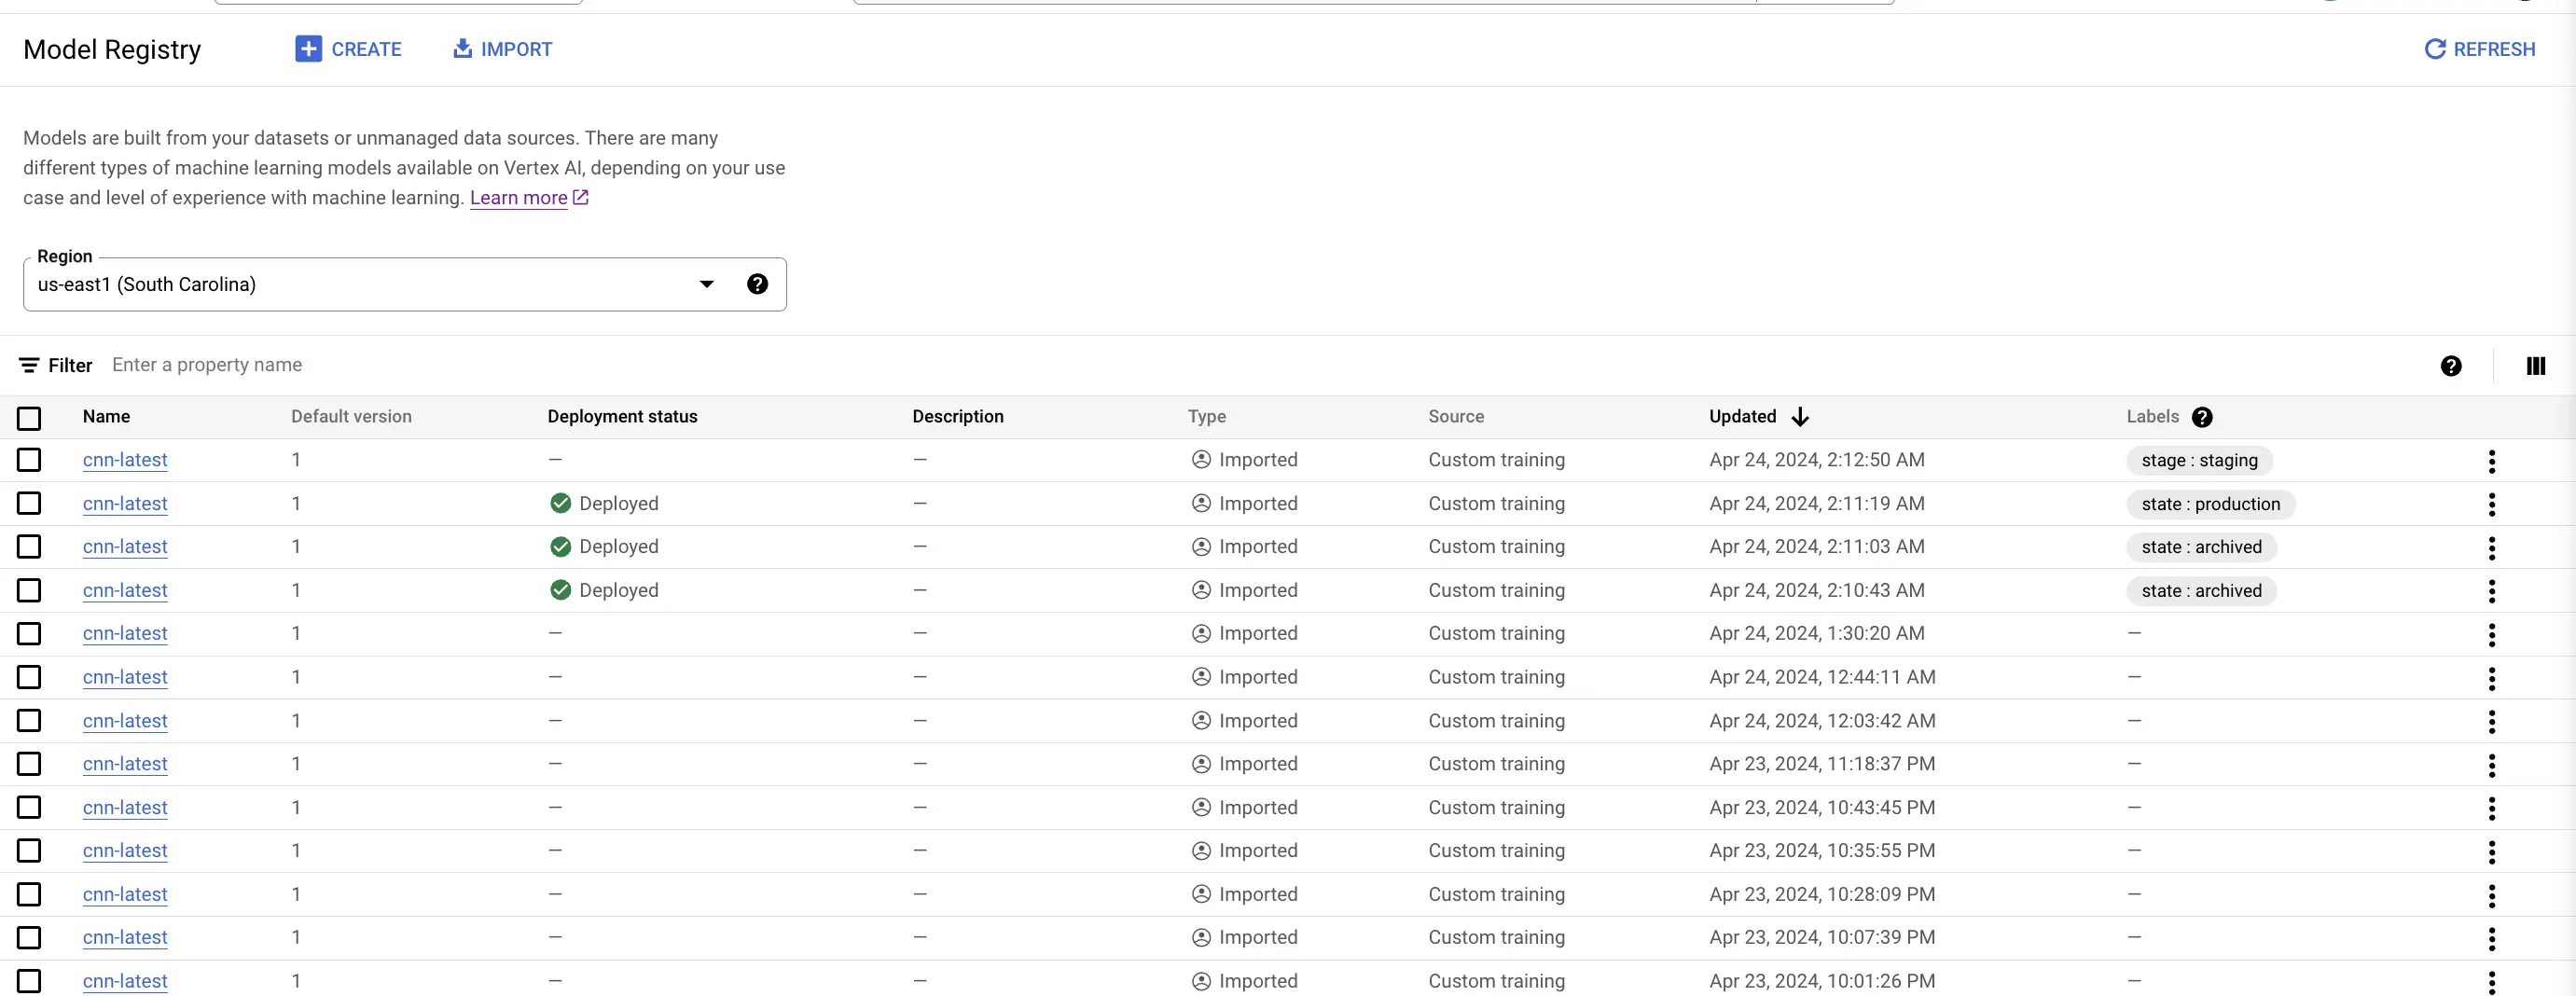 Model Registry CREATE IMPORT REFRESH
Models are built from your datasets or unmanaged data sources. There are many
different types of machine learning models available on Vertex AI, depending on your use
case and level of experience with machine learning. Learn more
Region
us-east1 (South Carolina)
Filter Enter a property name
Name Default version Deployment status Description Type Source Updated Labels
cnn-latest 1 — — Imported Custom training Apr 24, 2024, 2:12:50 AM stage : staging
cnn-latest 1 Deployed — Imported Custom training Apr 24, 2024, 2:11:19 AM state : production
cnn-latest 1 Deployed — Imported Custom training Apr 24, 2024, 2:11:03 AM state : archived
cnn-latest 1 Deployed — Imported Custom training Apr 24, 2024, 2:10:43 AM state : archived
cnn-latest 1 — — Imported Custom training Apr 24, 2024, 1:30:20 AM —
cnn-latest 1 — — Imported Custom training Apr 24, 2024, 12:44:11 AM —
cnn-latest 1 — — Imported Custom training Apr 24, 2024, 12:03:42 AM —
cnn-latest 1 — — Imported Custom training Apr 23, 2024, 11:18:37 PM —
cnn-latest 1 — — Imported Custom training Apr 23, 2024, 10:43:45 PM —
cnn-latest 1 — — Imported Custom training Apr 23, 2024, 10:35:55 PM —
cnn-latest 1 — — Imported Custom training Apr 23, 2024, 10:28:09 PM —
cnn-latest 1 — — Imported Custom training Apr 23, 2024, 10:07:39 PM —
cnn-latest 1 — — Imported Custom training Apr 23, 2024, 10:01:26 PM —